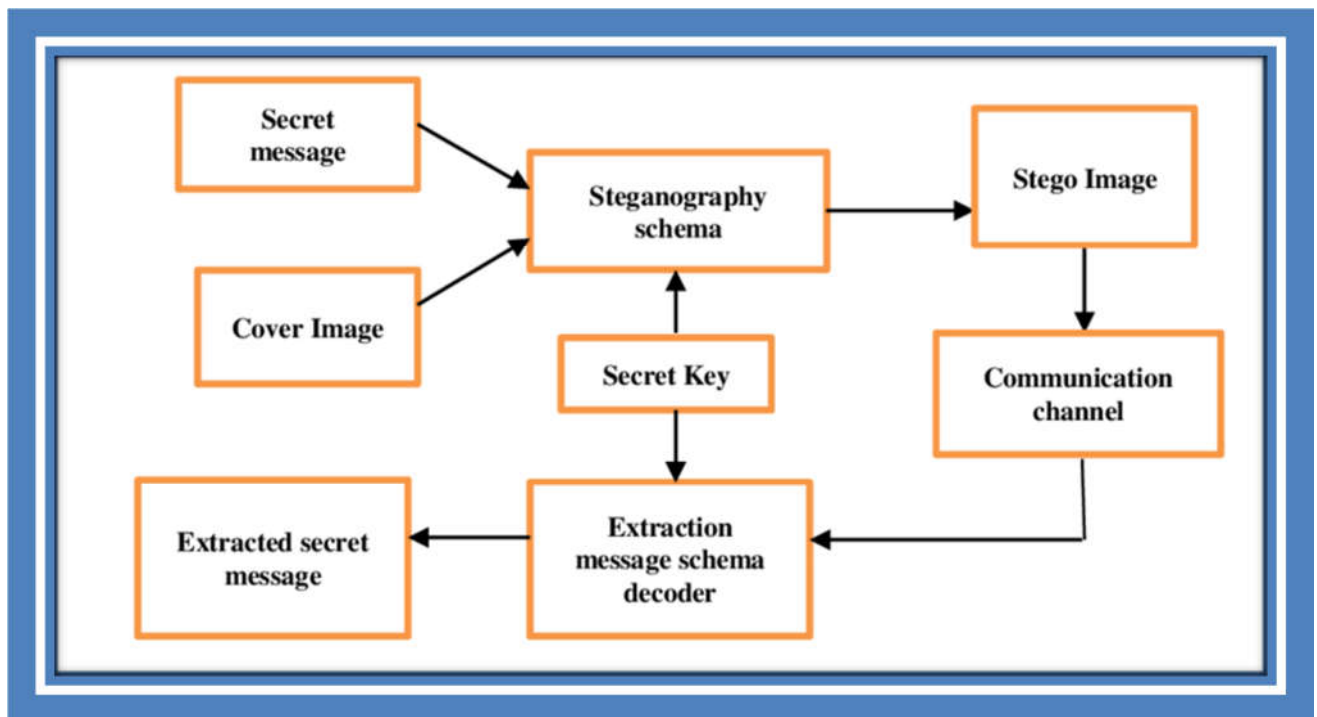 Secret
message
Steganography
schema
Stego Image
Cover Image
Secret Key
Communication
channel
Extracted secret
message
Extraction
message schema
decoder